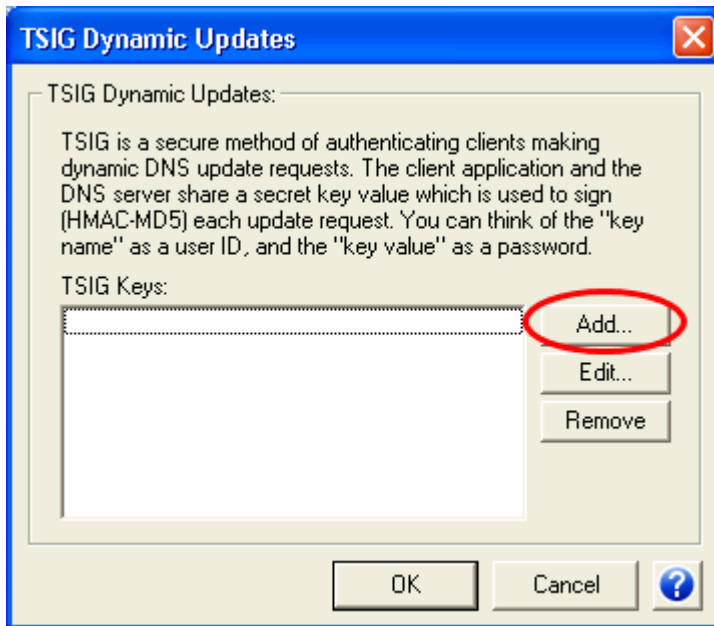 TSIG Dynamic Updates
TSIG Dynamic Updates:
TSIG is a secure method of authenticating clients making
dynamic DNS update requests. The client application and the
DNS server share a secret key value which is used to sign
(HMAC-MD5) each update request. You can think of the "key
name" as a user ID, and the "key value" as a password.
TSIG Keys:
Add...
Edit...
Remove
OK
Cancel
?